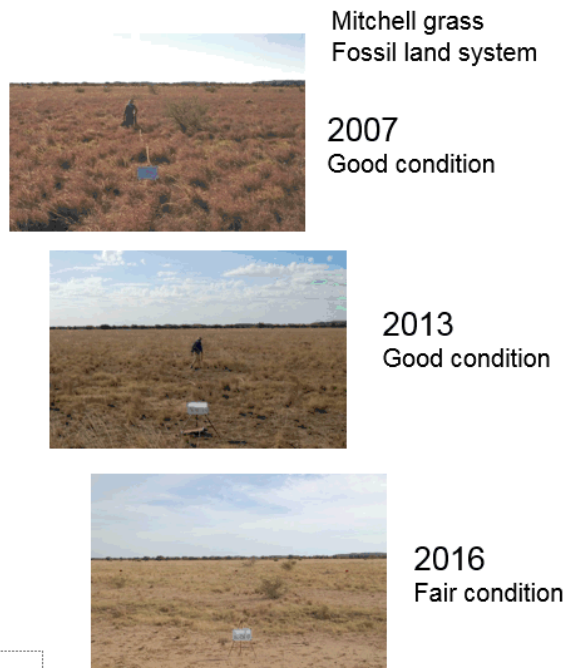 Mitchell grass
Fossil land system
2007
Good condition
2013
Good condition
2016
Fair condition